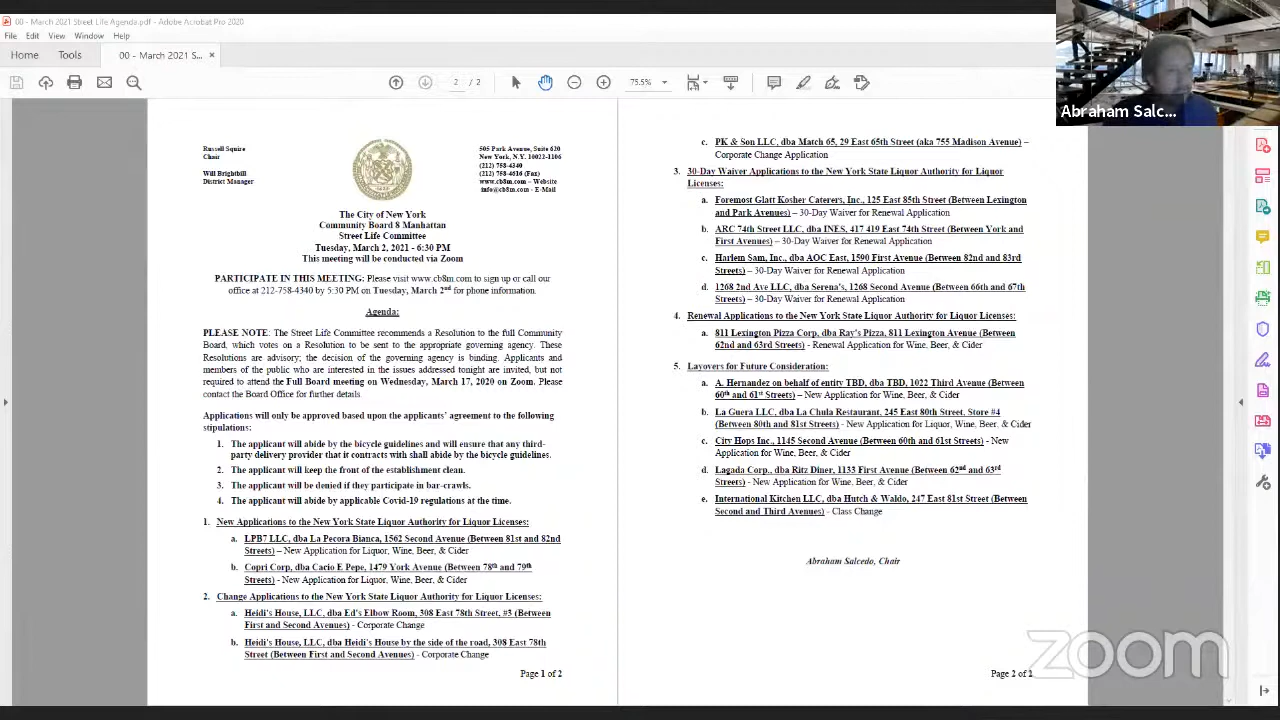 00 - March 2021 Street Life Agenda.pdf - Adobe Acrobat Pro 2020
File Edit View Window Help
Home Tools 00 - March 2021 S... ×
2 / 2 75.5%
Abraham Salc...
Russell Squire
Chair
Will Brightbill
District Manager
505 Park Avenue, Suite 620
New York, N.Y. 10022-1106
(212) 758-4340
(212) 758-4616 (Fax)
www.cb8m.com – Website
info@cb8m.com - E-Mail
The City of New York
Community Board 8 Manhattan
Street Life Committee
Tuesday, March 2, 2021 - 6:30 PM
This meeting will be conducted via Zoom
PARTICIPATE IN THIS MEETING: Please visit www.cb8m.com to sign up or call our
office at 212-758-4340 by 5:30 PM on Tuesday, March 2nd for phone information.
Agenda:
PLEASE NOTE: The Street Life Committee recommends a Resolution to the full Community
Board, which votes on a Resolution to be sent to the appropriate governing agency. These
Resolutions are advisory; the decision of the governing agency is binding. Applicants and
members of the public who are interested in the issues addressed tonight are invited, but not
required to attend the Full Board meeting on Wednesday, March 17, 2020 on Zoom. Please
contact the Board Office for further details.
Applications will only be approved based upon the applicants' agreement to the following
stipulations:
1. The applicant will abide by the bicycle guidelines and will ensure that any third-
party delivery provider that it contracts with shall abide by the bicycle guidelines.
2. The applicant will keep the front of the establishment clean.
3. The applicant will be denied if they participate in bar-crawls.
4. The applicant will abide by applicable Covid-19 regulations at the time.
1. New Applications to the New York State Liquor Authority for Liquor Licenses:
a. LPB7 LLC, dba La Pecora Bianca, 1562 Second Avenue (Between 81st and 82nd
Streets) – New Application for Liquor, Wine, Beer, & Cider
b. Copri Corp, dba Cacio E Pepe, 1479 York Avenue (Between 78th and 79th
Streets) - New Application for Liquor, Wine, Beer, & Cider
2. Change Applications to the New York State Liquor Authority for Liquor Licenses:
a. Heidi's House, LLC, dba Ed's Elbow Room, 308 East 78th Street, #3 (Between
First and Second Avenues) - Corporate Change
b. Heidi's House, LLC, dba Heidi's House by the side of the road, 308 East 78th
Street (Between First and Second Avenues) - Corporate Change
Page 1 of 2
c. PK & Son LLC, dba Match 65, 29 East 65th Street (aka 755 Madison Avenue) –
Corporate Change Application
3. 30-Day Waiver Applications to the New York State Liquor Authority for Liquor
Licenses:
a. Foremost Glatt Kosher Caterers, Inc., 125 East 85th Street (Between Lexington
and Park Avenues) – 30-Day Waiver for Renewal Application
b. ARC 74th Street LLC, dba INES, 417 419 East 74th Street (Between York and
First Avenues) – 30-Day Waiver for Renewal Application
c. Harlem Sam, Inc., dba AOC East, 1590 First Avenue (Between 82nd and 83rd
Streets) – 30-Day Waiver for Renewal Application
d. 1268 2nd Ave LLC, dba Serena's, 1268 Second Avenue (Between 66th and 67th
Streets) – 30-Day Waiver for Renewal Application
4. Renewal Applications to the New York State Liquor Authority for Liquor Licenses:
a. 811 Lexington Pizza Corp, dba Ray's Pizza, 811 Lexington Avenue (Between
62nd and 63rd Streets) - Renewal Application for Wine, Beer, & Cider
5. Layovers for Future Consideration:
a. A. Hernandez on behalf of entity TBD, dba TBD, 1022 Third Avenue (Between
60th and 61st Streets) – New Application for Wine, Beer, & Cider
b. La Guera LLC, dba La Chula Restaurant, 245 East 80th Street, Store #4
(Between 80th and 81st Streets) - New Application for Liquor, Wine, Beer, & Cider
c. City Hops Inc., 1145 Second Avenue (Between 60th and 61st Streets) - New
Application for Wine, Beer, & Cider
d. Lagada Corp., dba Ritz Diner, 1133 First Avenue (Between 62nd and 63rd
Streets) - New Application for Wine, Beer, & Cider
e. International Kitchen LLC, dba Hutch & Waldo, 247 East 81st Street (Between
Second and Third Avenues) - Class Change
Abraham Salcedo, Chair
Page 2 of 2
zoom